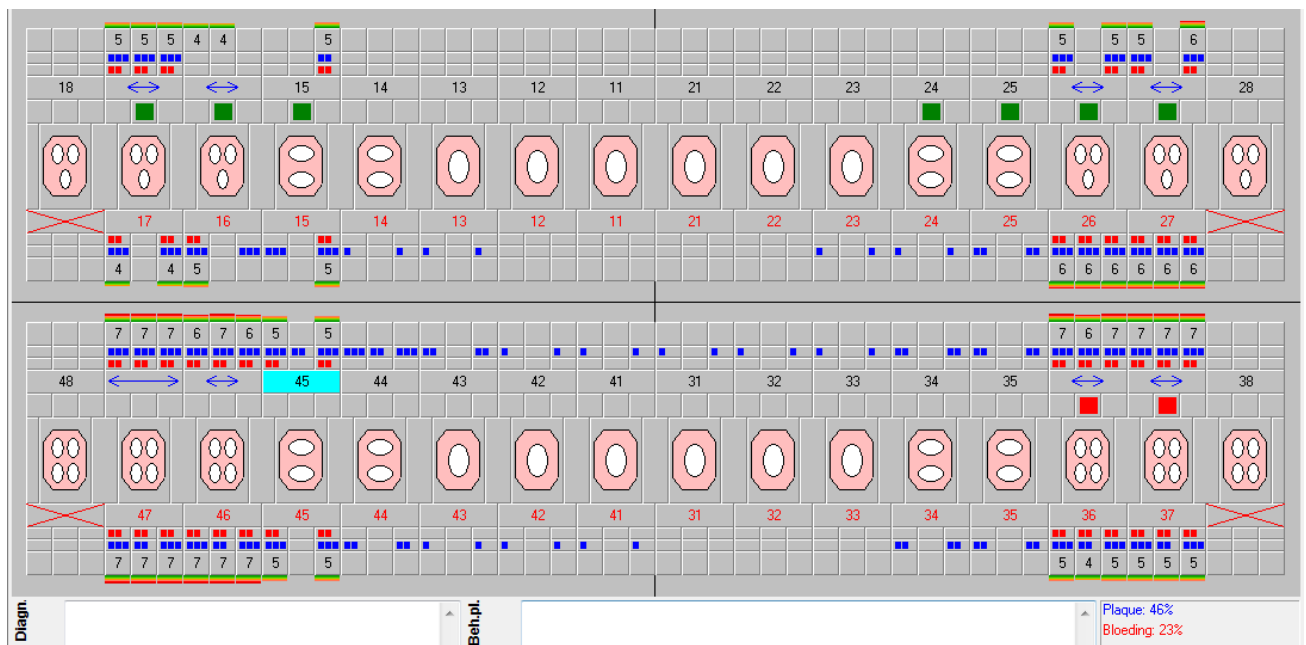 5 5 5 4 4 5 5 5 5 6
18 15 14 13 12 11 21 22 23 24 25 28
17 16 15 14 13 12 11 21 22 23 24 25 26 27
4 4 5 5 6 6 6 6 6 6
7 7 7 6 7 6 5 5 7 6 7 7 7 7
48 45 44 43 42 41 31 32 33 34 35 38
47 46 45 44 43 42 41 31 32 33 34 35 36 37
7 7 7 7 7 7 5 5 5 4 5 5 5 5
Diagn.
Beh.pl.
Plaque: 46%
Bloeding: 23%